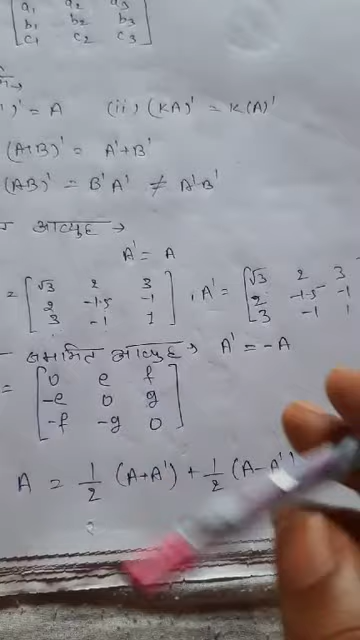 a₁ a₂ a₃
b₁ b₂ b₃
c₁ c₂ c₃
)' = A (ii) (KA)' = K(A)'
(A+B)' = A'+B'
(AB)' = B'A' ≠ A'B'
आव्यूह →
A' = A
= [√3 2 3
2 -1.5 -1
3 -1 1] , A' = [√3 2 3
2 -1.5 -1
3 -1 1
आव्यूह → A' = -A
= [0 e f
-e 0 g
-f -g 0]
A = 1/2 (A+A') + 1/2 (A-A')